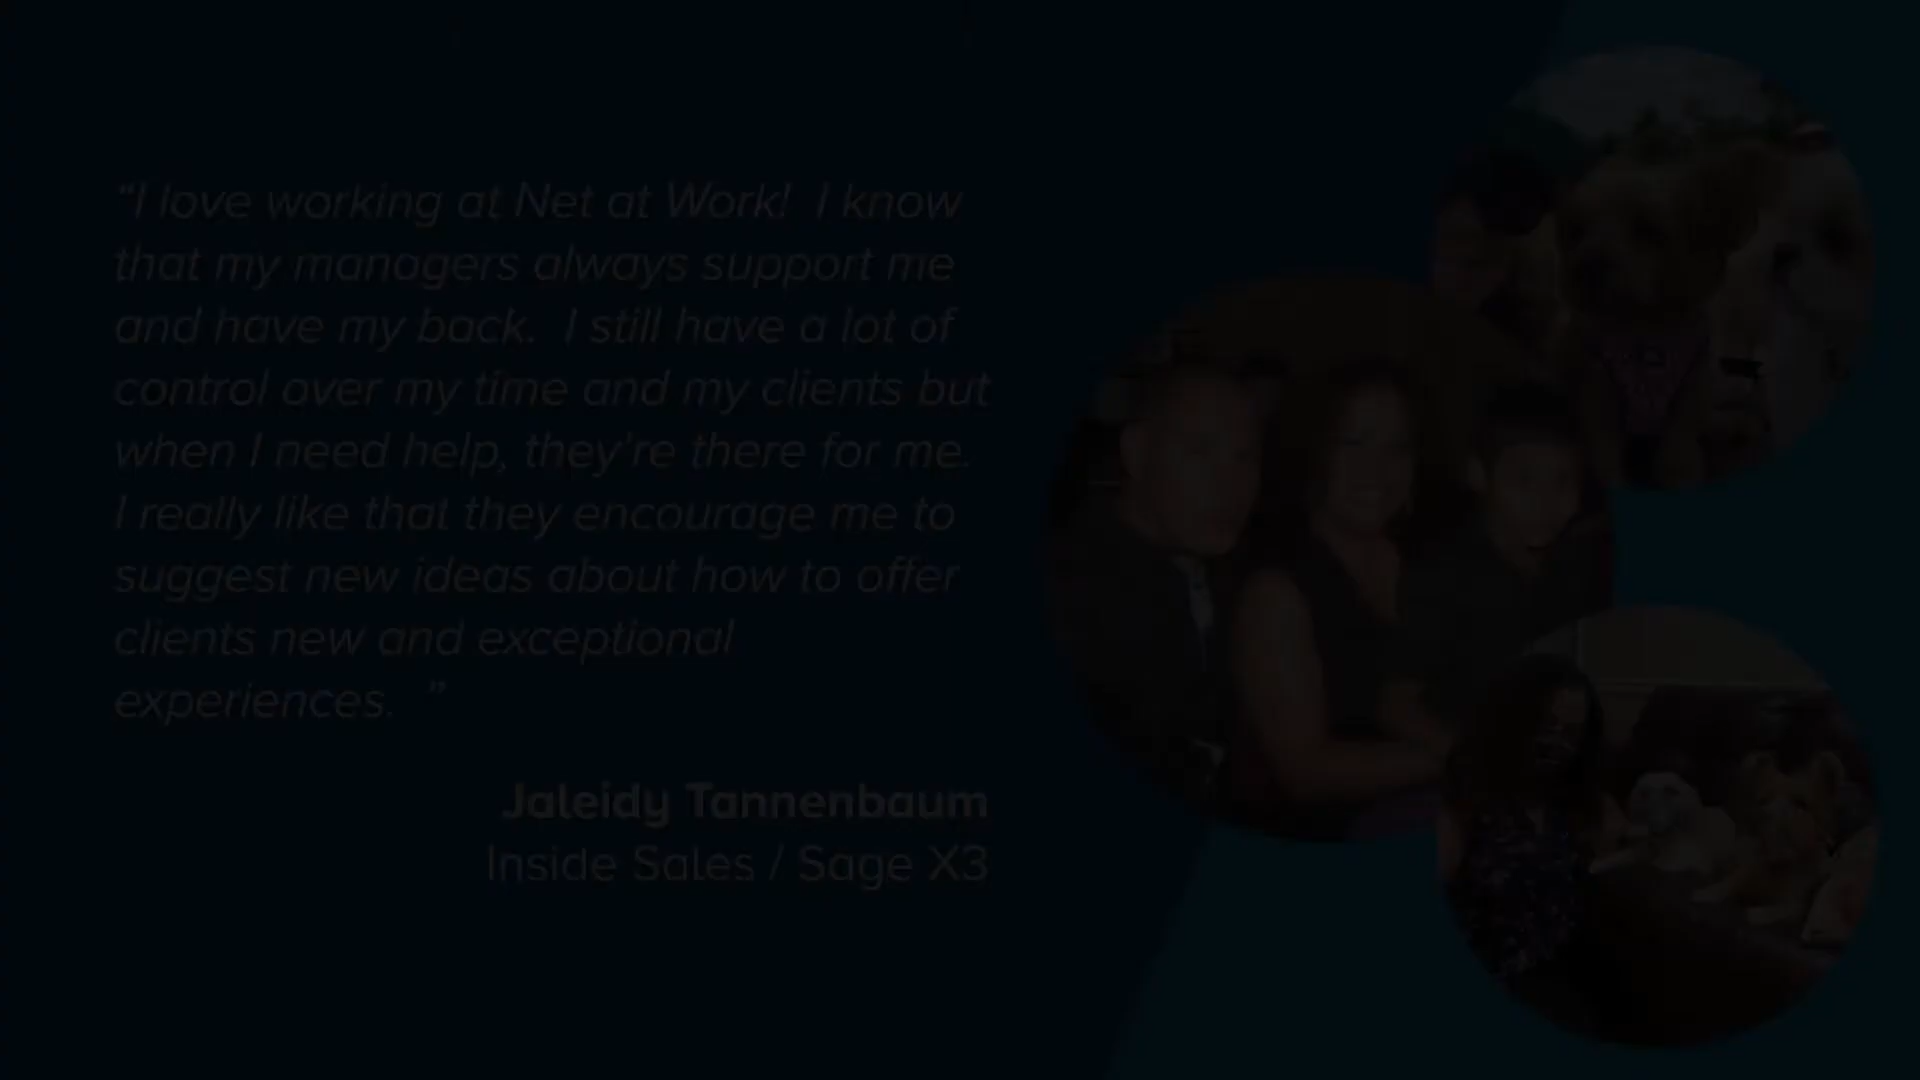 “I love working at Net at Work!  I know
that my managers always support me
and have my back.  I still have a lot of
control over my time and my clients but
when I need help, they’re there for me.
I really like that they encourage me to
suggest new ideas about how to offer
clients new and exceptional
experiences.  ”
Jaleidy Tannenbaum
Inside Sales / Sage X3